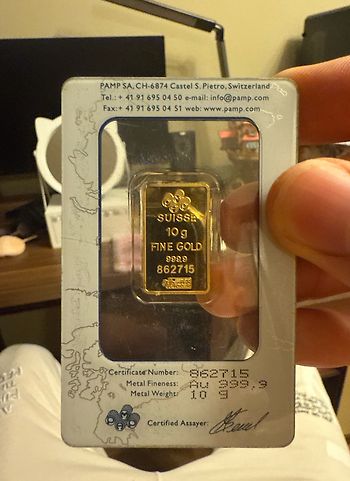 PAMP SA, CH-6874 Castel S. Pietro, Switzerland
Tel.: + 41 91 695 04 50 e-mail: info@pamp.com
Fax: + 41 91 695 04 51 web: www.pamp.com
SUISSE
10 g
FINE GOLD
999.9
862715
Certificate Number: 862715
Metal Fineness: Au 999.9
Metal Weight: 10 g
Certified Assayer: